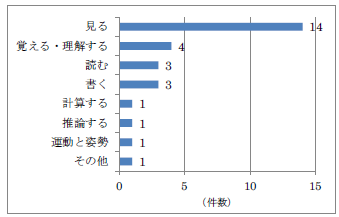 見る 14
覚える・理解する 4
読む 3
書く 3
計算する 1
推論する 1
運動と姿勢 1
その他 1
0 5 10 15
（件数）